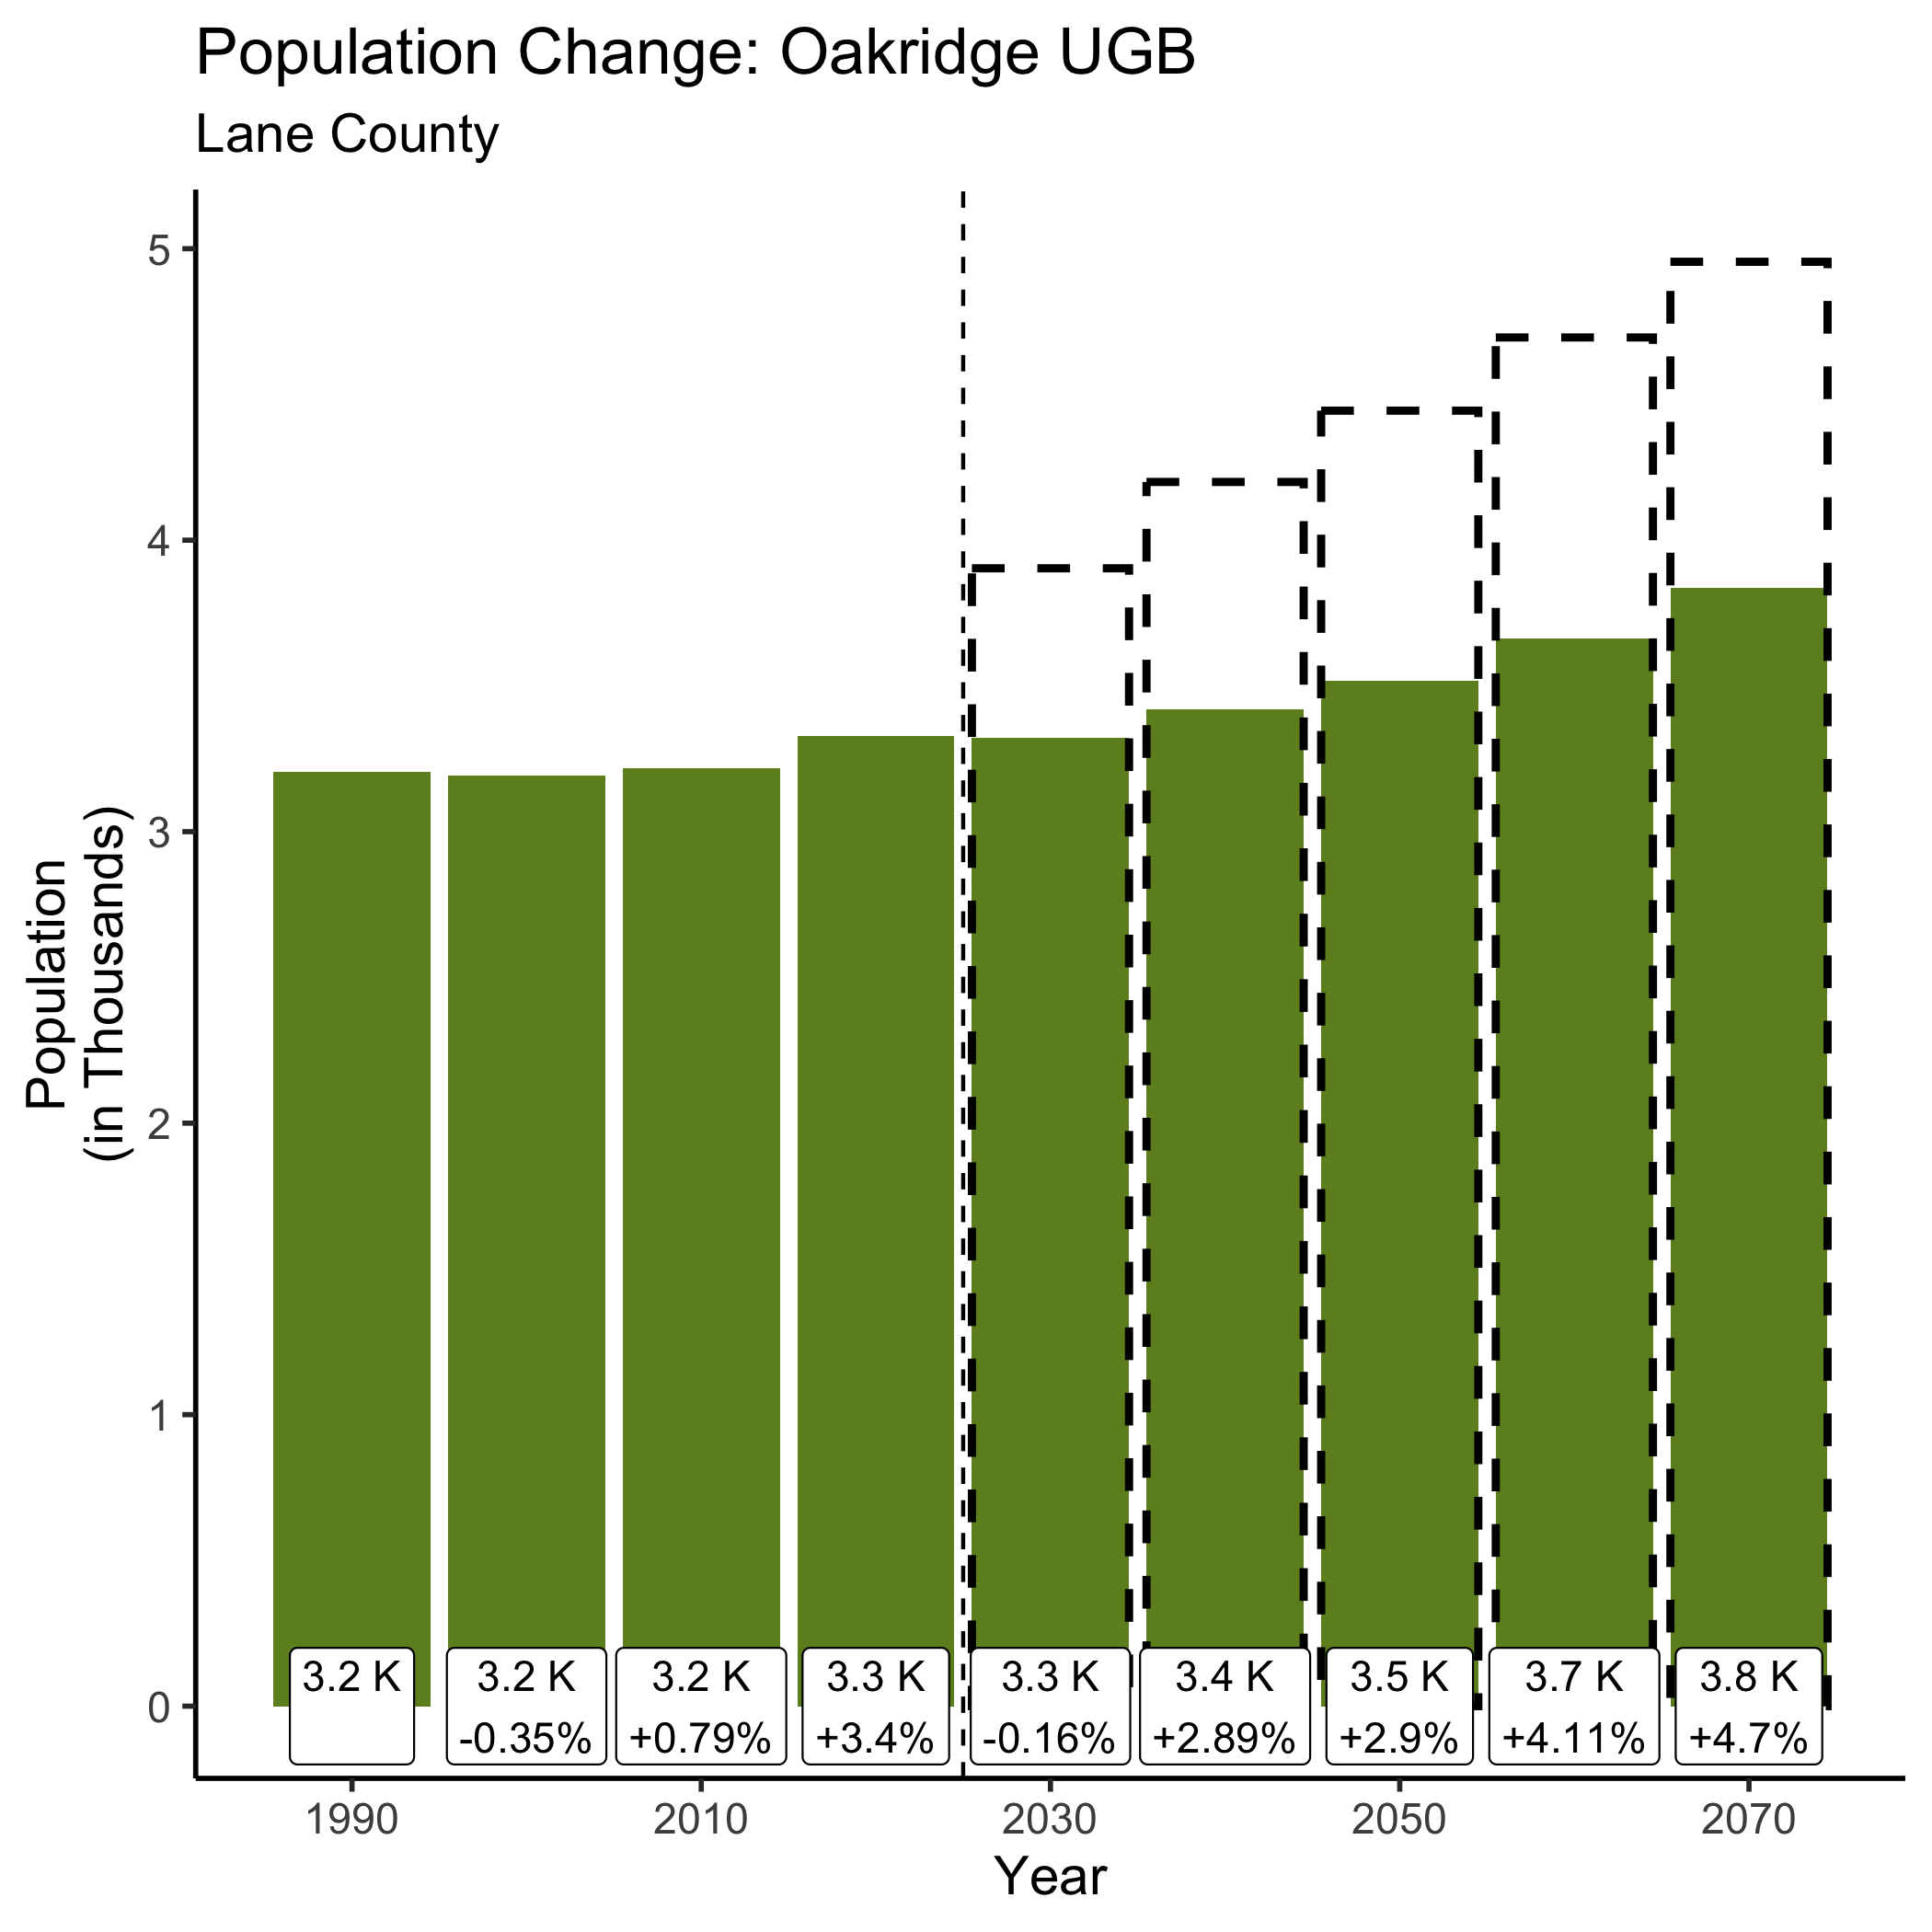 Population Change: Oakridge UGB
Lane County
Population
(in Thousands)
5
4
3
2
1
0
3.2 K
3.2 K
-0.35%
3.2 K
+0.79%
3.3 K
+3.4%
3.3 K
-0.16%
3.4 K
+2.89%
3.5 K
+2.9%
3.7 K
+4.11%
3.8 K
+4.7%
1990
2010
2030
2050
2070
Year